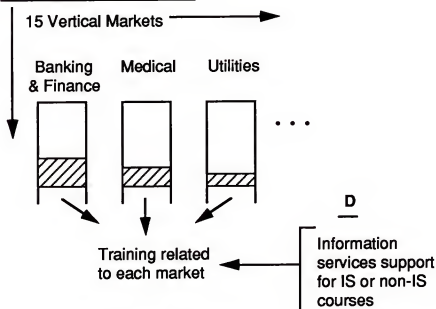 15 Vertical Markets
Banking
& Finance
Medical
Utilities
. . .
D
Training related
to each market
Information
services support
for IS or non-IS
courses